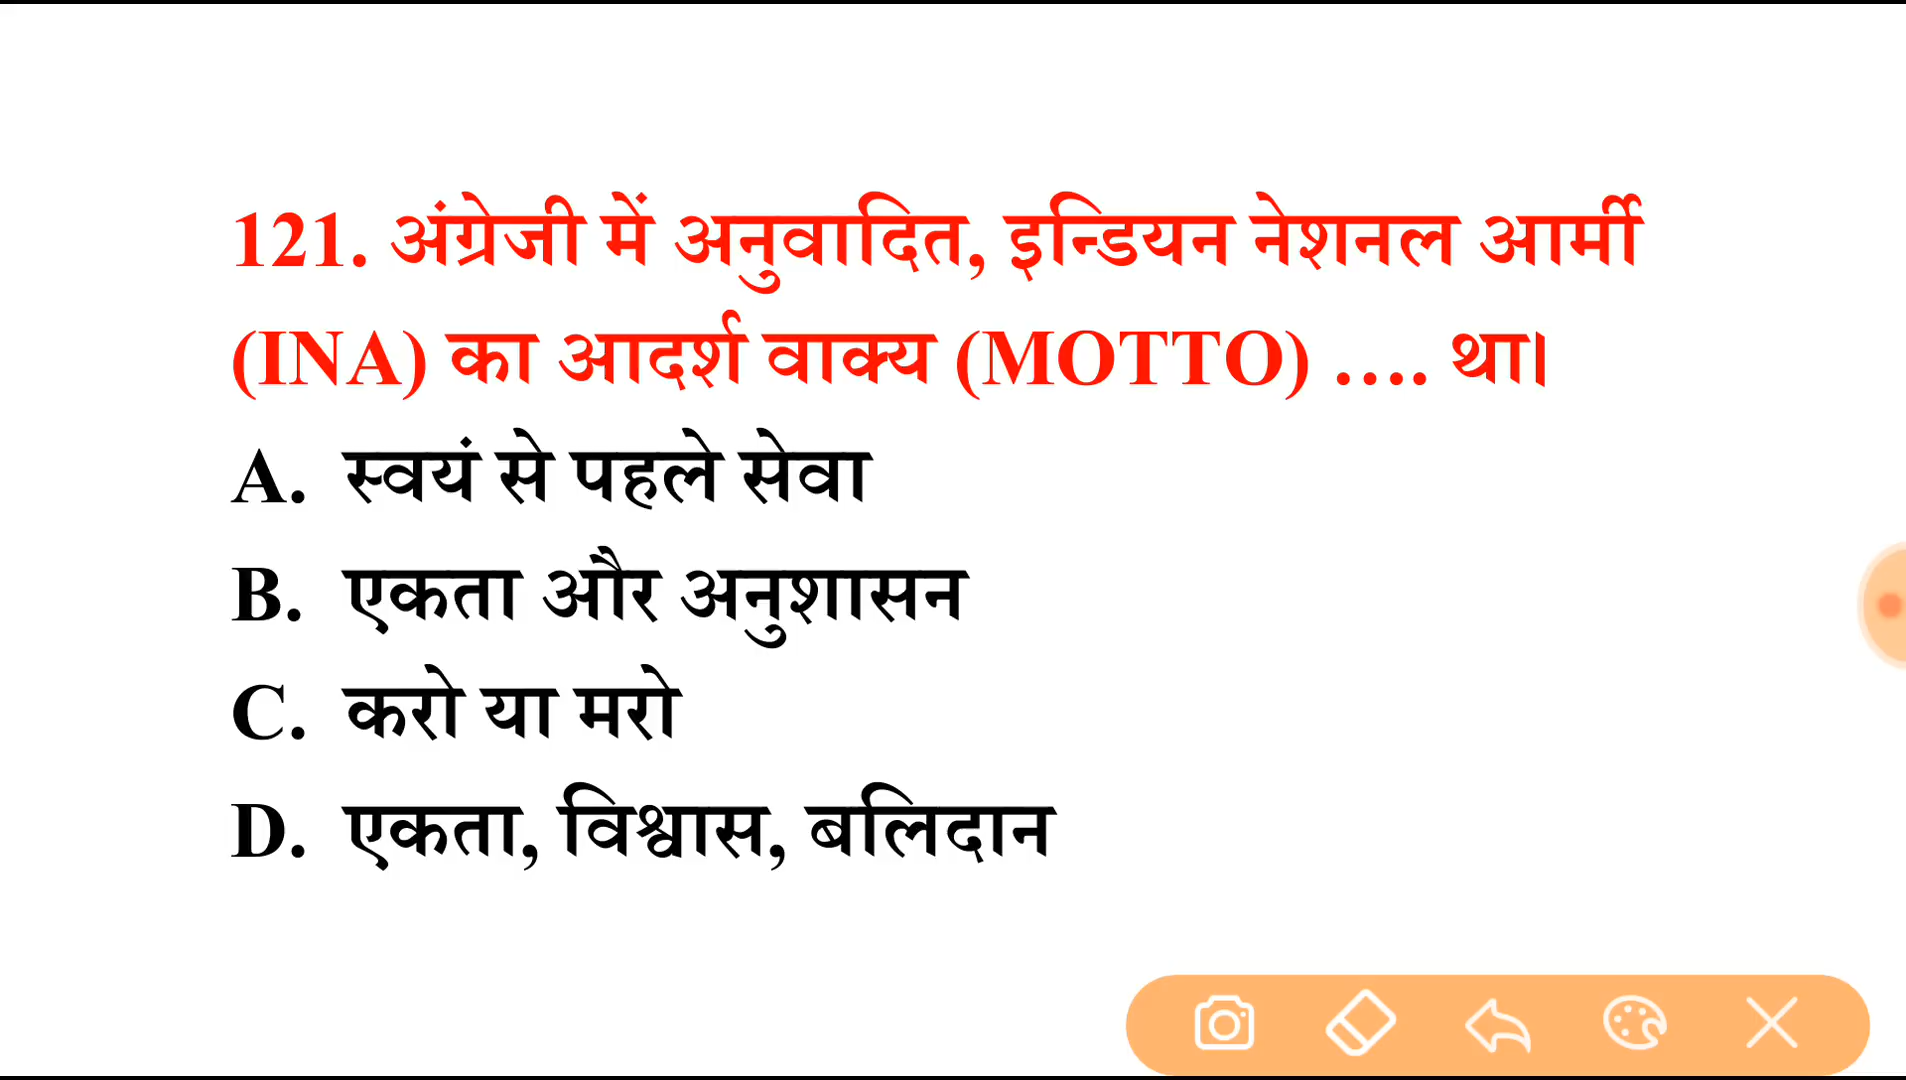 121. अंग्रेजी में अनुवादित, इन्डियन नेशनल आर्मी
(INA) का आदर्श वाक्य (MOTTO) .... था।
A. स्वयं से पहले सेवा
B. एकता और अनुशासन
C. करो या मरो
D. एकता, विश्वास, बलिदान